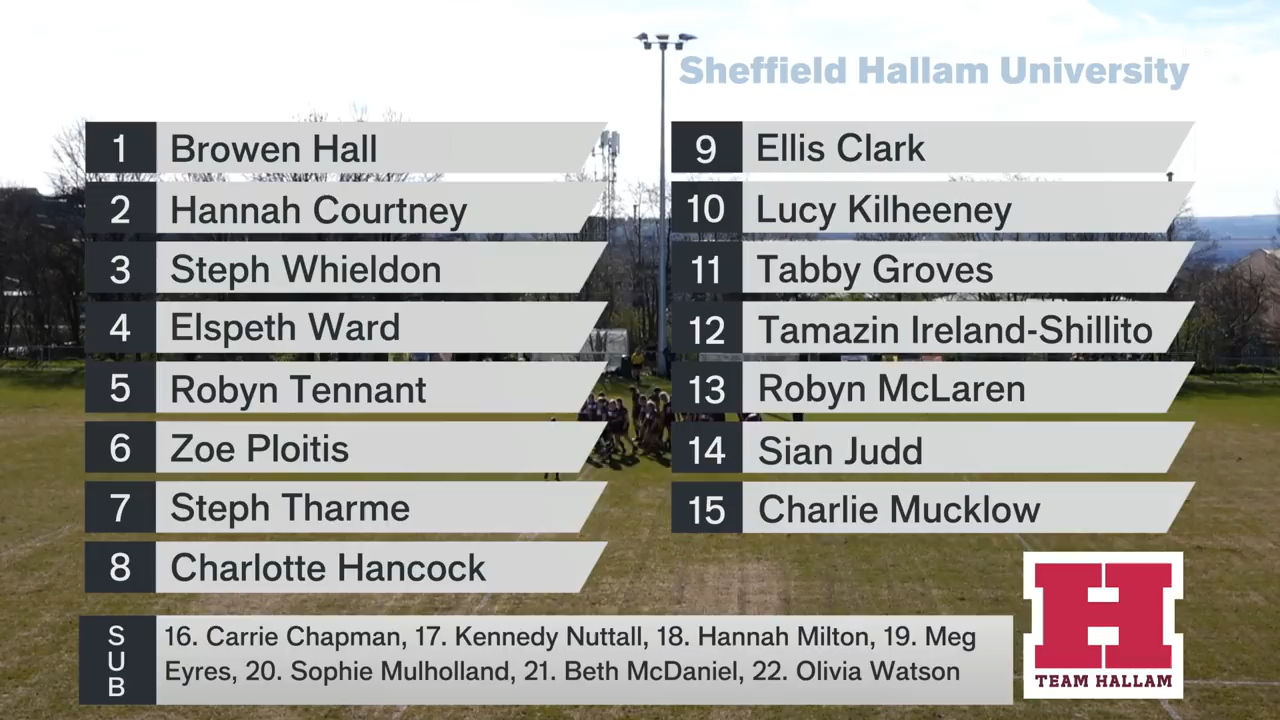 Sheffield Hallam University
1 Browen Hall
2 Hannah Courtney
3 Steph Whieldon
4 Elspeth Ward
5 Robyn Tennant
6 Zoe Ploitis
7 Steph Tharme
8 Charlotte Hancock
9 Ellis Clark
10 Lucy Kilheeney
11 Tabby Groves
12 Tamazin Ireland-Shillito
13 Robyn McLaren
14 Sian Judd
15 Charlie Mucklow
SUB
16. Carrie Chapman, 17. Kennedy Nuttall, 18. Hannah Milton, 19. Meg
Eyres, 20. Sophie Mulholland, 21. Beth McDaniel, 22. Olivia Watson
H
TEAM HALLAM